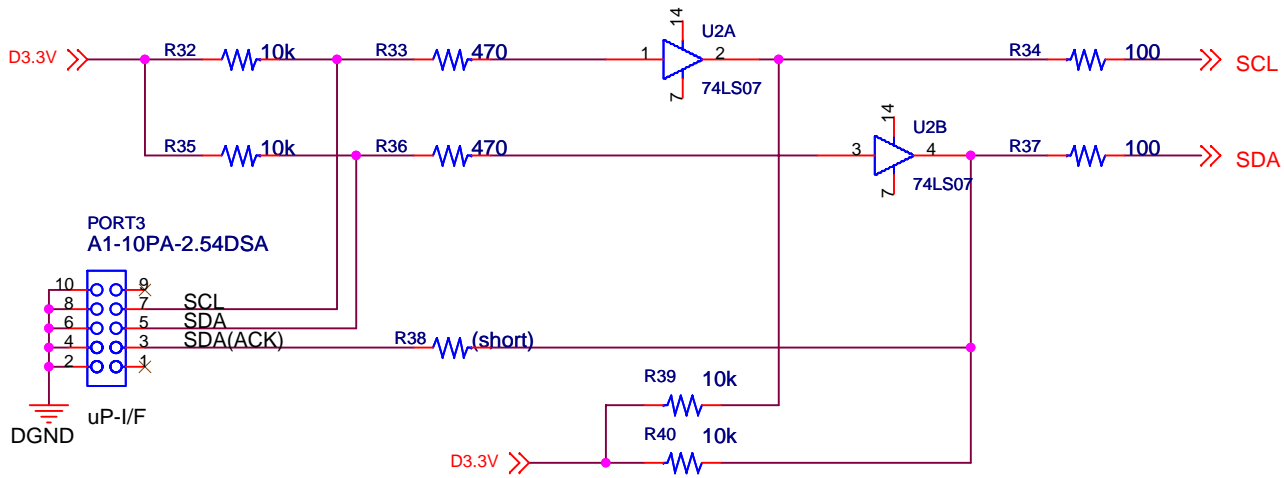 14
U2A
D3.3V R32 10k R33 470 1 2 R34 100 SCL
7 74LS07
14
U2B
R35 10k R36 470 3 4 R37 100 SDA
7 74LS07
PORT3
A1-10PA-2.54DSA
10 9
8 7 SCL
6 5 SDA
4 3 SDA(ACK) R38 (short)
2 1
R39 10k
uP-I/F
DGND
R40 10k
D3.3V